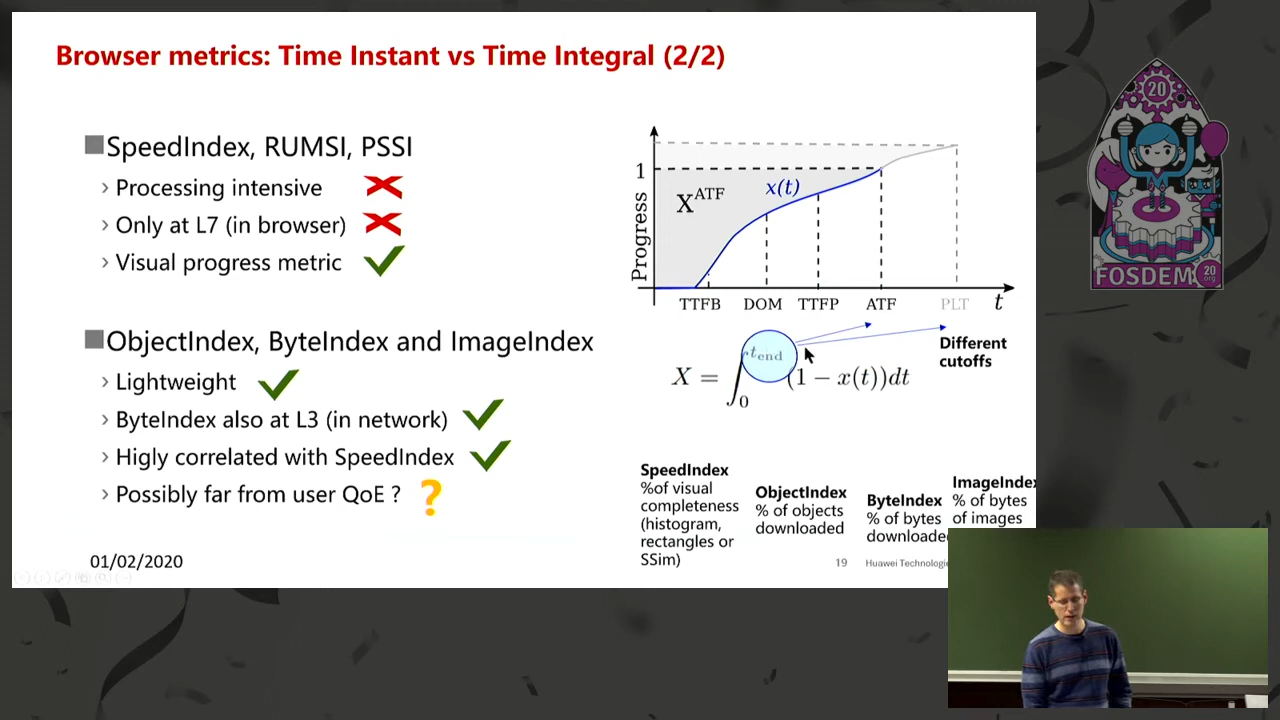 Browser metrics: Time Instant vs Time Integral (2/2)
SpeedIndex, RUMSI, PSSI
› Processing intensive
› Only at L7 (in browser)
› Visual progress metric
ObjectIndex, ByteIndex and ImageIndex
› Lightweight
› ByteIndex also at L3 (in network)
› Higly correlated with SpeedIndex
› Possibly far from user QoE ? ?
01/02/2020
Progress
1
X^ATF
x(t)
TTFB DOM TTFP ATF PLT t
X = ∫_0^{t_end} (1 − x(t))dt
Different
cutoffs
SpeedIndex
%of visual
completeness
(histogram,
rectangles or
SSim)
ObjectIndex
% of objects
downloaded
ByteIndex
% of bytes
downloaded
ImageIndex
% of bytes
of images
19
Huawei Technologie
20
FOSDEM
20
.org